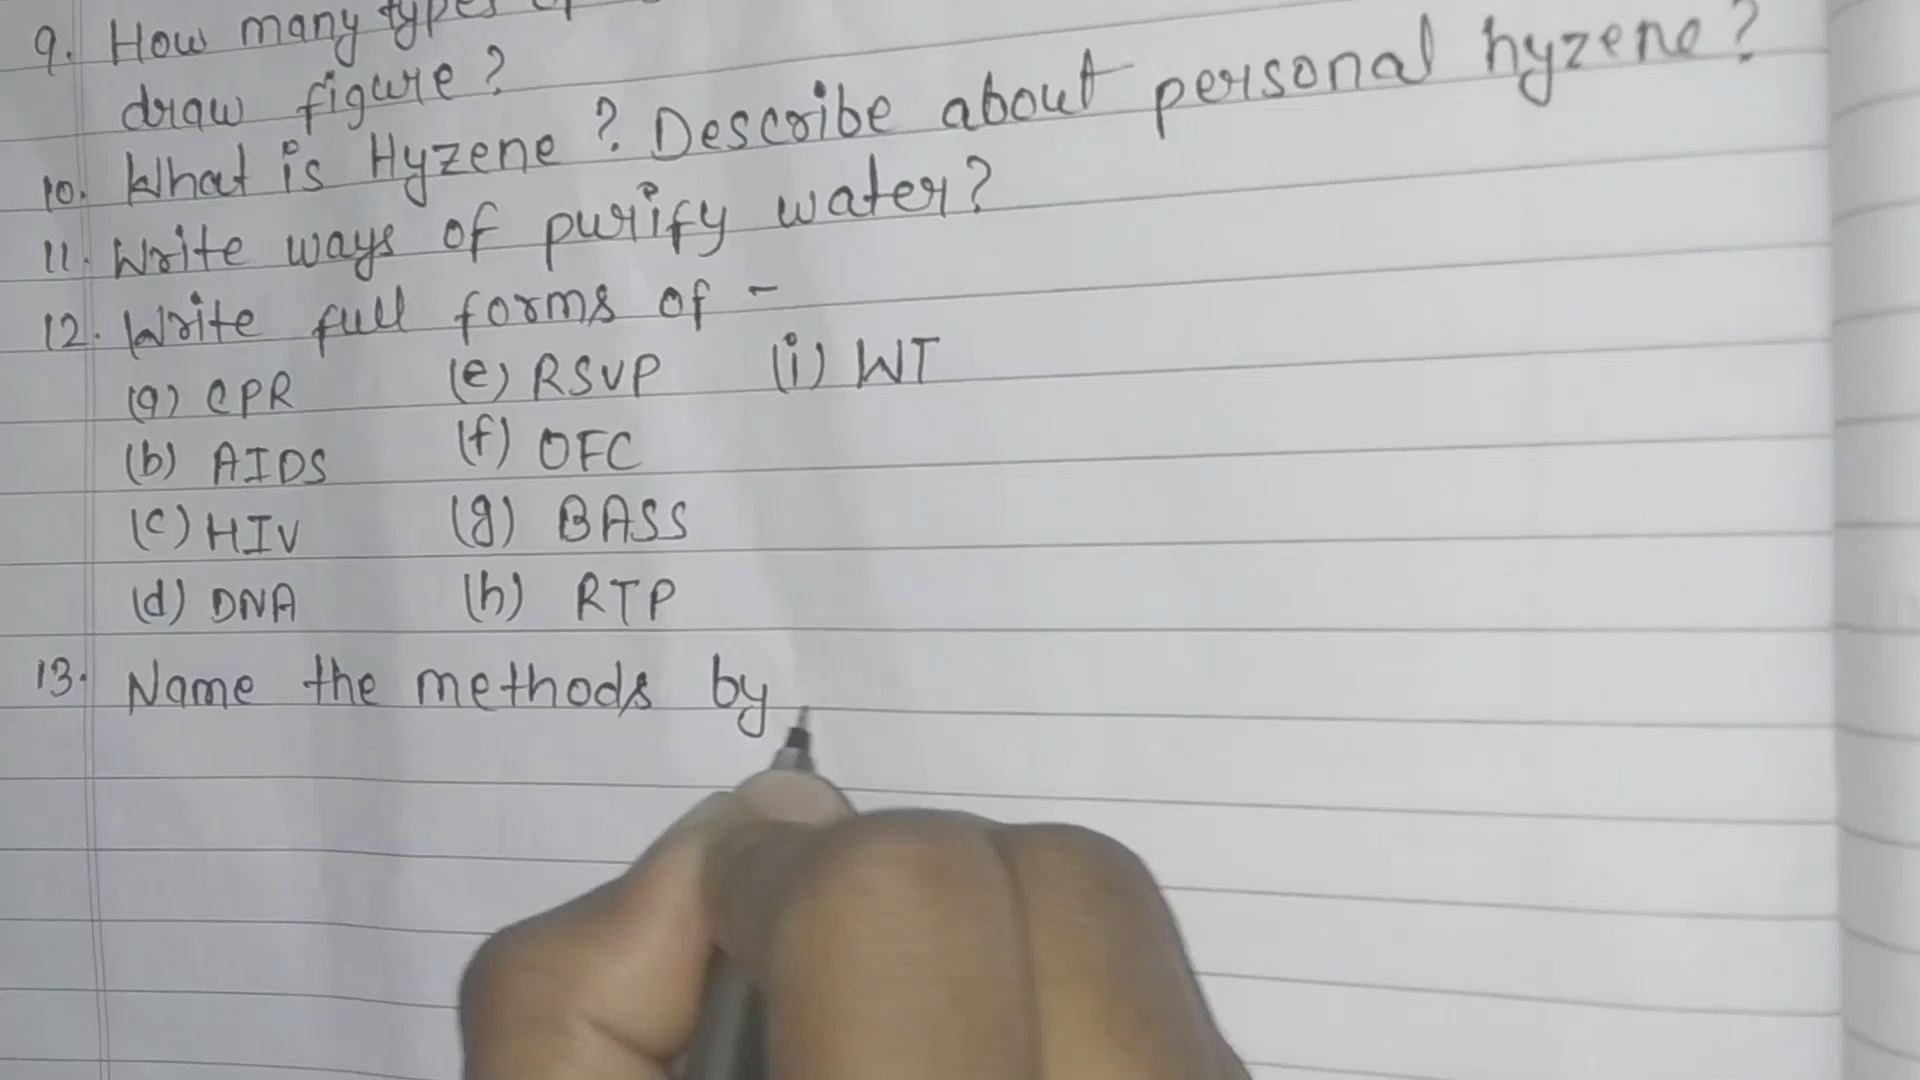 9. How many types of
draw figure?
10. What is Hyzene? Describe about personal hyzene?
11. Write ways of purify water?
12. Write full forms of -
(a) CPR (e) RSVP (i) WT
(b) AIDS (f) OFC
(c) HIV (g) BASS
(d) DNA (h) RTP
13. Name the methods by